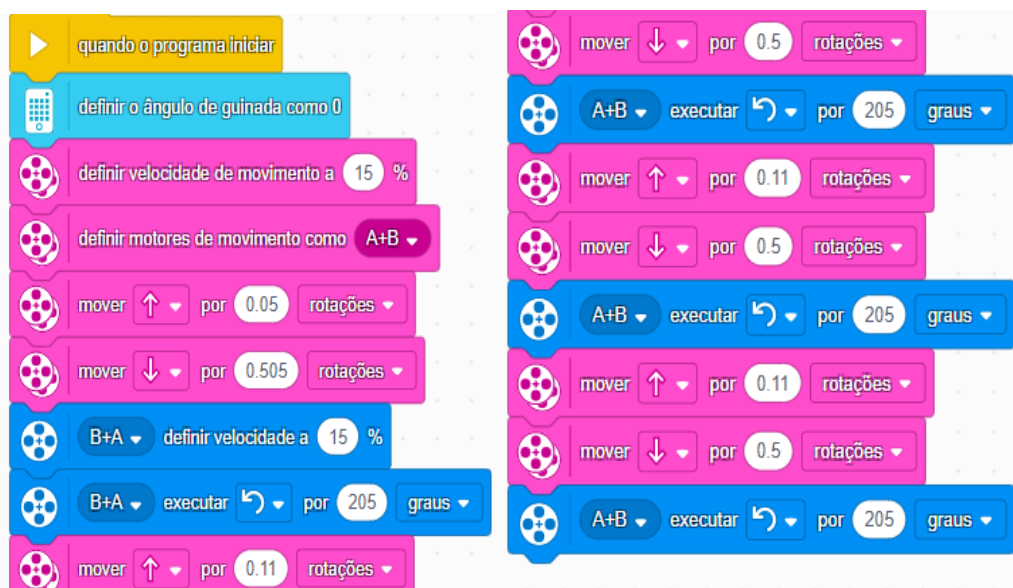 quando o programa iniciar
definir o ângulo de guinada como 0
definir velocidade de movimento a 15 %
definir motores de movimento como A+B
mover por 0.05 rotações
mover por 0.505 rotações
B+A definir velocidade a 15 %
B+A executar por 205 graus
mover por 0.11 rotações
mover por 0.5 rotações
A+B executar por 205 graus
mover por 0.11 rotações
mover por 0.5 rotações
A+B executar por 205 graus
mover por 0.11 rotações
mover por 0.5 rotações
A+B executar por 205 graus